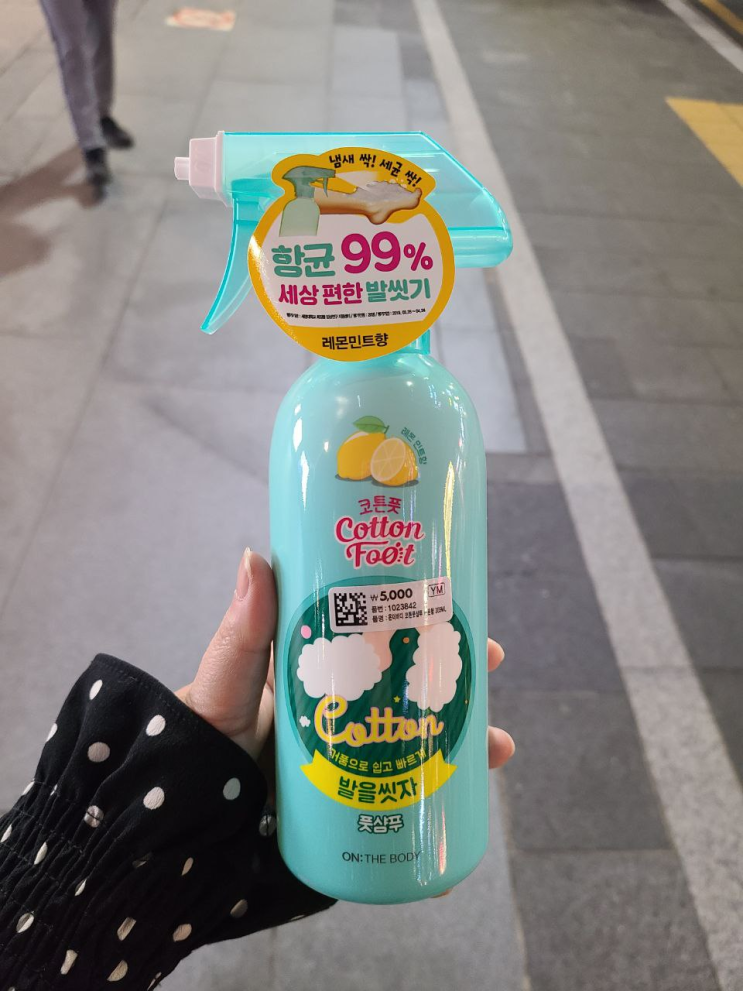 냄새 싹! 세균 싹!
항균 99%
세상 편한 발씻기
레몬민트향
레몬 민트향
코튼풋
Cotton
Foot
₩ 5,000 YM
품번 : 1023842
Cotton
거품으로 쉽고 빠르게
발을씻자
풋샴푸
ON: THE BODY